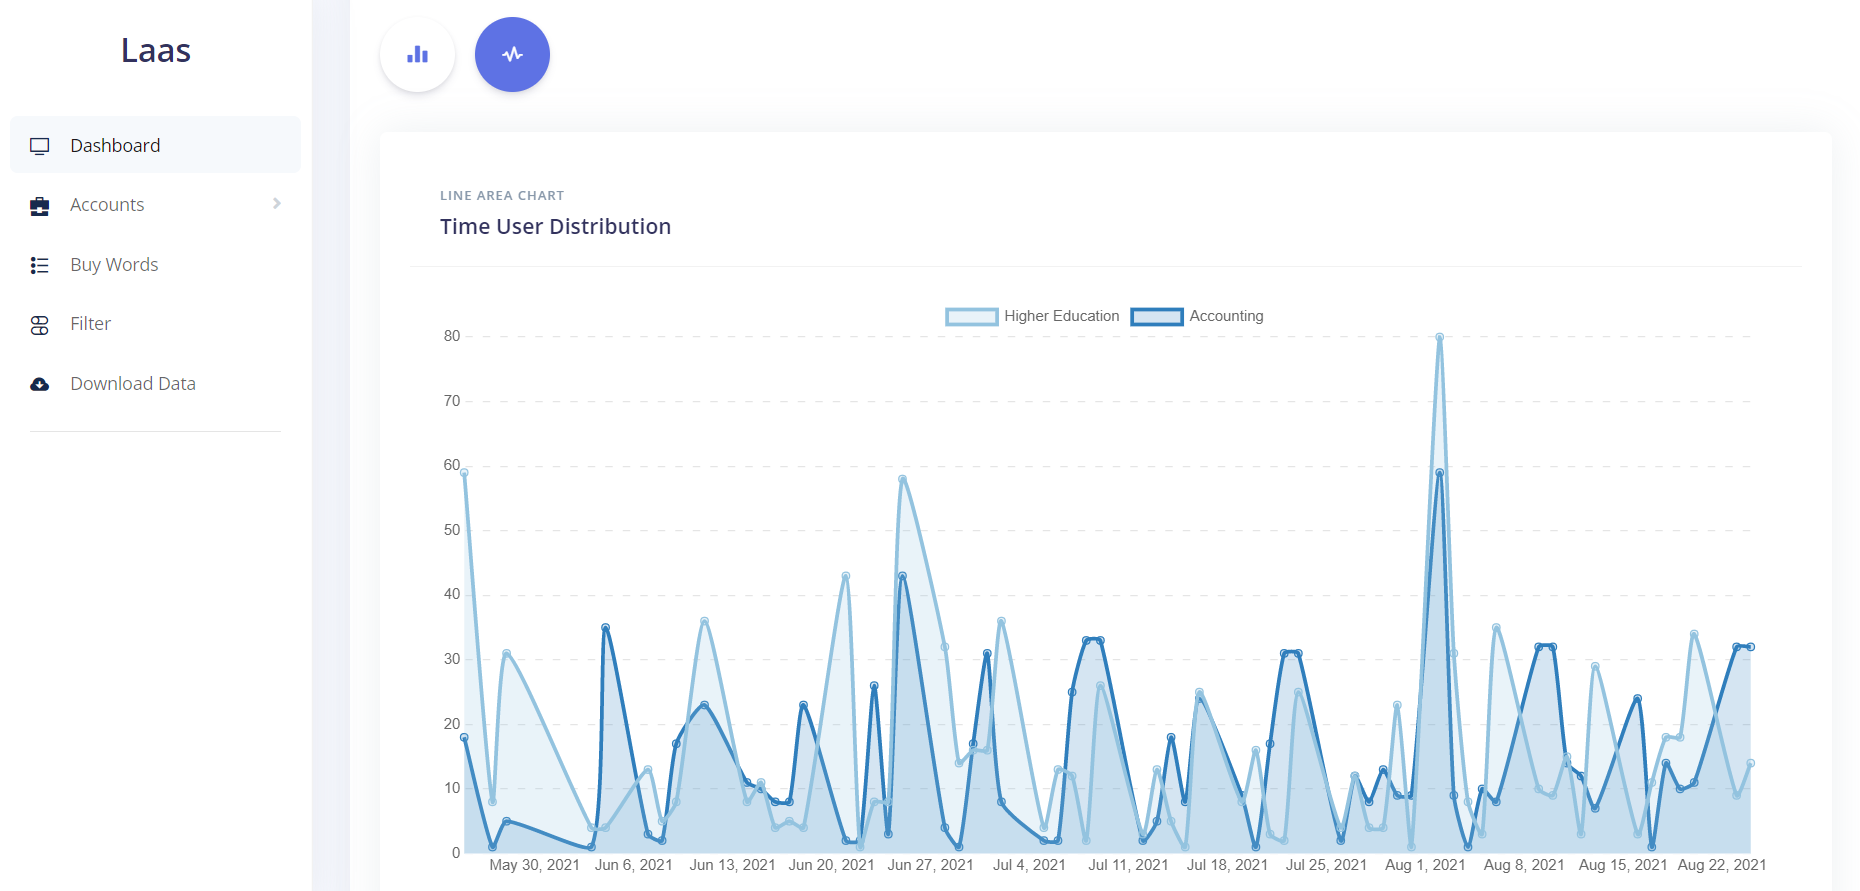 Laas
Dashboard
Accounts
Buy Words
Filter
Download Data
LINE AREA CHART
Time User Distribution
Higher Education Accounting
80
70
60
50
40
30
20
10
0
May 30, 2021 Jun 6, 2021 Jun 13, 2021 Jun 20, 2021 Jun 27, 2021 Jul 4, 2021 Jul 11, 2021 Jul 18, 2021 Jul 25, 2021 Aug 1, 2021 Aug 8, 2021 Aug 15, 2021 Aug 22, 2021